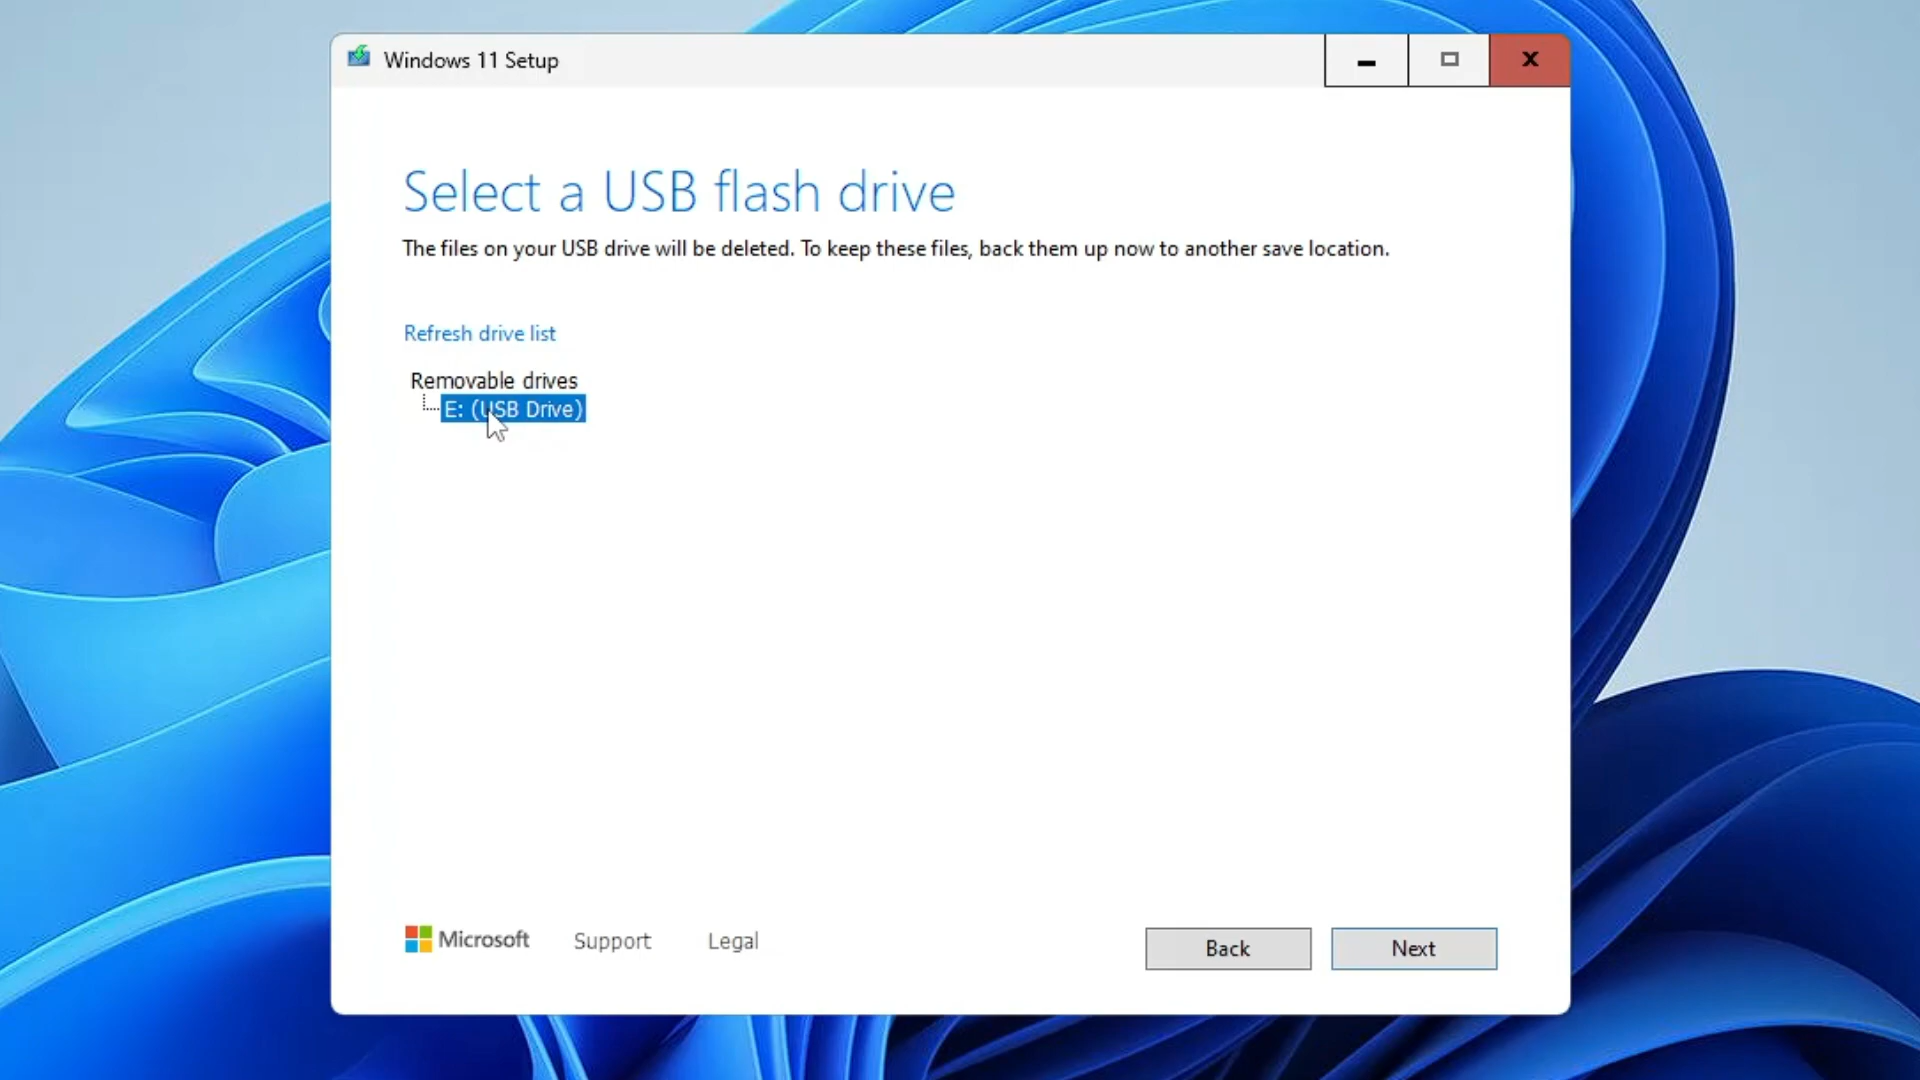 Windows 11 Setup
Select a USB flash drive
The files on your USB drive will be deleted. To keep these files, back them up now to another save location.
Refresh drive list
Removable drives
E: (USB Drive)
Microsoft Support Legal
Back Next